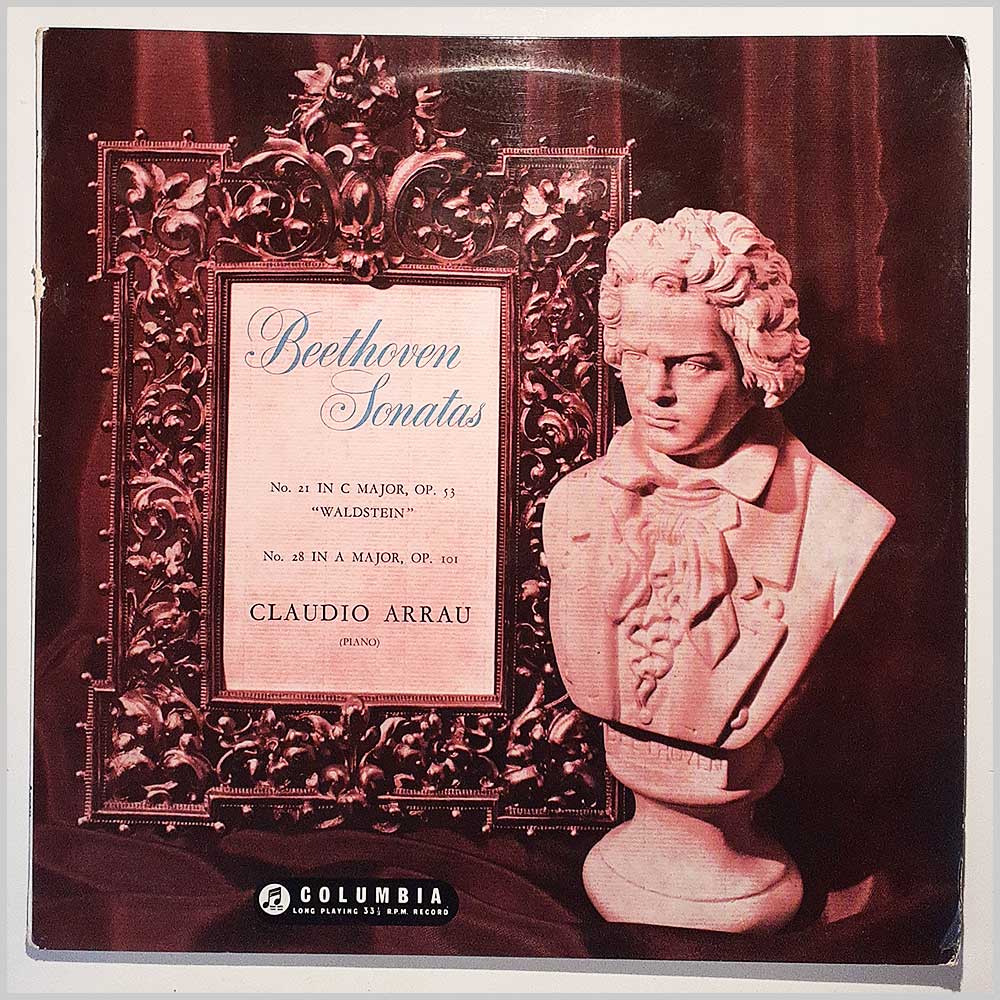 Beethoven
Sonatas
No. 21 IN C MAJOR, OP. 53
“WALDSTEIN”
No. 28 IN A MAJOR, OP. 101
CLAUDIO ARRAU
(PIANO)
BEETHOVEN
COLUMBIA
LONG PLAYING 33⅓ R.P.M. RECORD